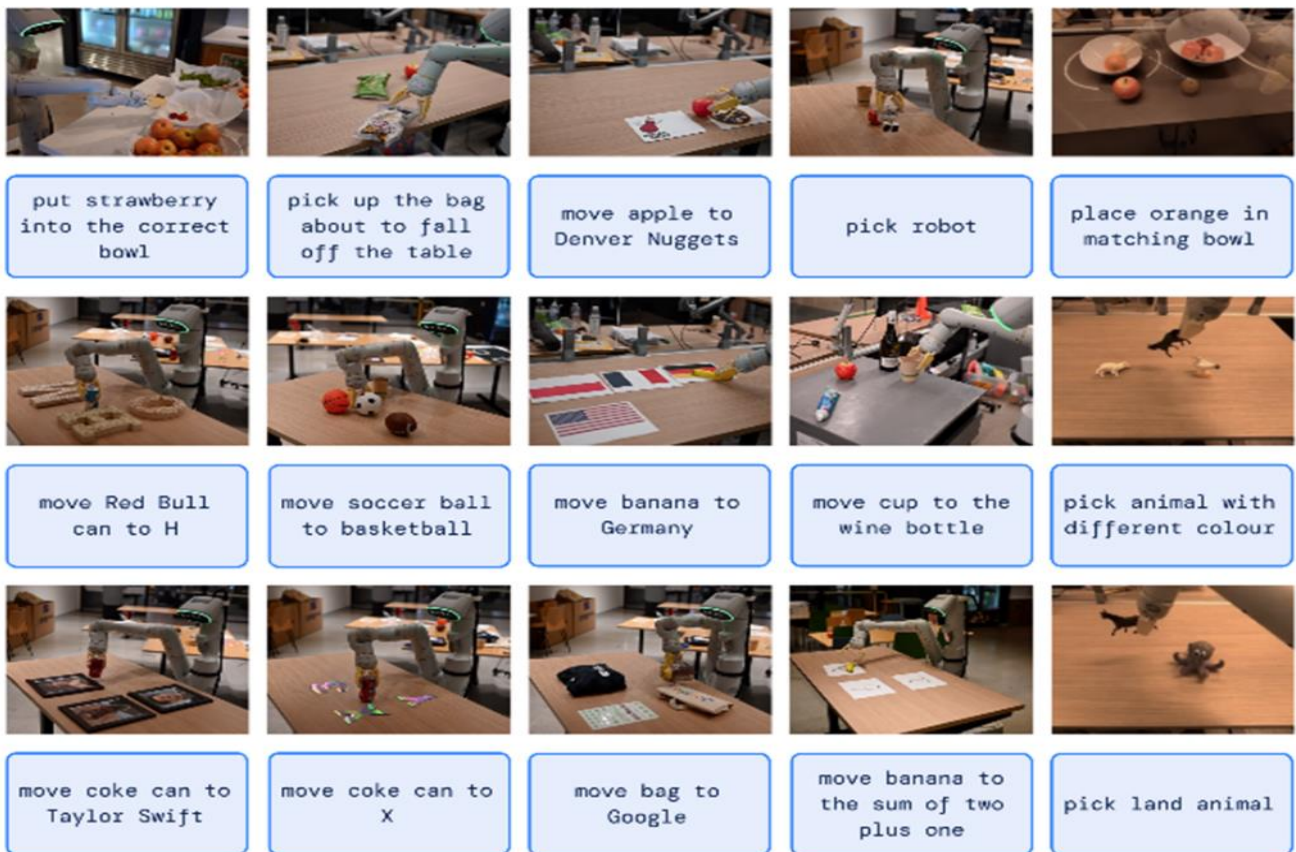 put strawberry
into the correct
bowl
pick up the bag
about to fall
off the table
move apple to
Denver Nuggets
pick robot
place orange in
matching bowl
move Red Bull
can to H
move soccer ball
to basketball
move banana to
Germany
move cup to the
wine bottle
pick animal with
different colour
move coke can to
Taylor Swift
move coke can to
X
move bag to
Google
move banana to
the sum of two
plus one
pick land animal